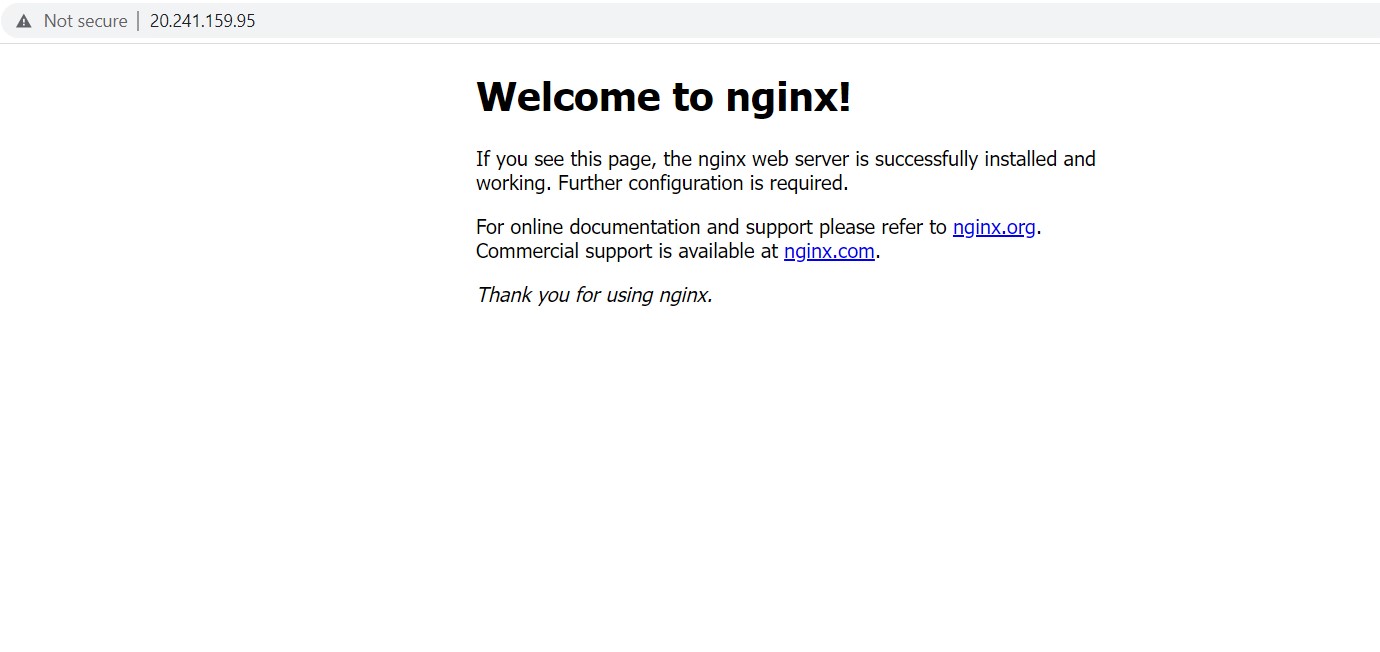 Not secure | 20.241.159.95
Welcome to nginx!
If you see this page, the nginx web server is successfully installed and
working. Further configuration is required.
For online documentation and support please refer to nginx.org.
Commercial support is available at nginx.com.
Thank you for using nginx.